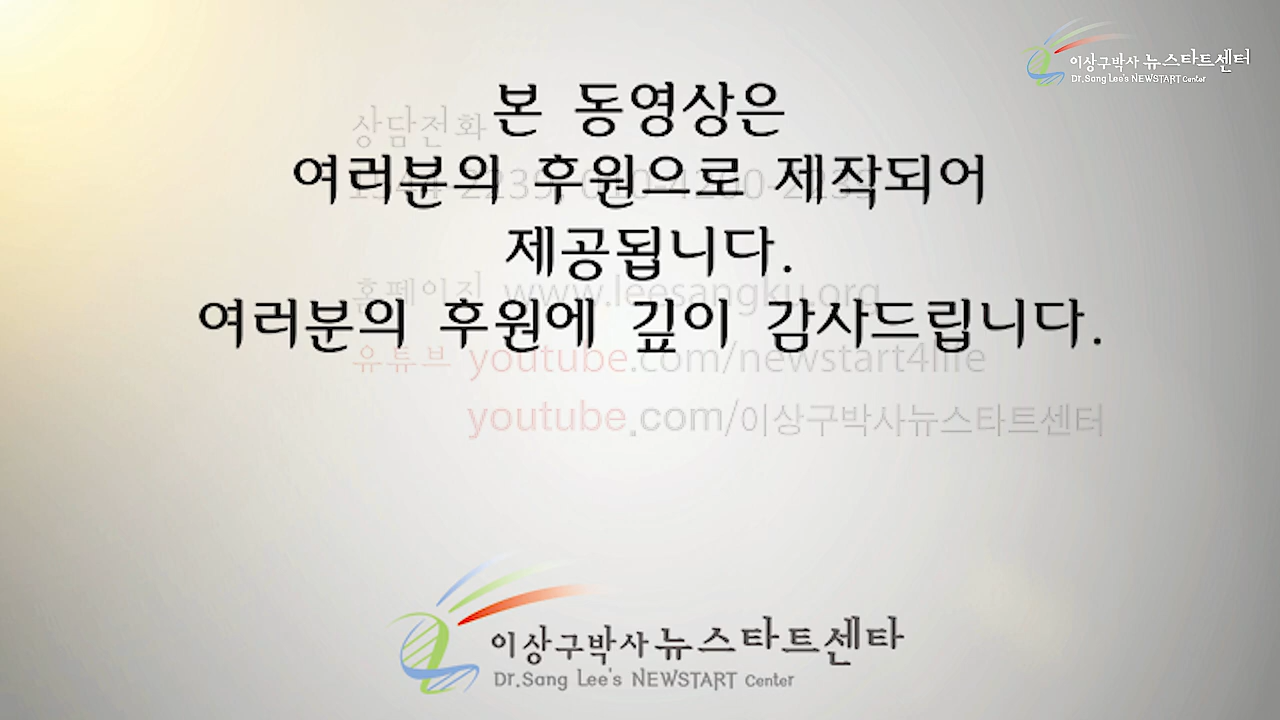 이상구박사 뉴스타트센터
Dr.Sang Lee's NEWSTART Center
본 동영상은
상담전화
여러분의 후원으로 제작되어
제공됩니다.
홈페이지 www.leesangku.org
여러분의 후원에 깊이 감사드립니다.
유튜브 youtube.com/newstart4life
youtube.com/이상구박사뉴스타트센터
이상구박사 뉴스타트센타
Dr.Sang Lee's NEWSTART Center